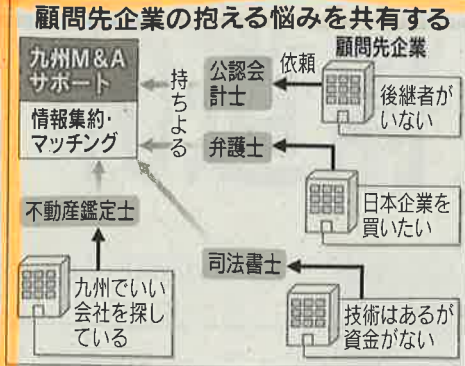 顧問先企業の抱える悩みを共有する
九州M&A
サポート
情報集約・
マッチング
持ちよる
公認会
計士
依頼
顧問先企業
後継者が
いない
弁護士
日本企業を
買いたい
不動産鑑定士
司法書士
九州でいい
会社を探し
ている
技術はあるが
資金がない